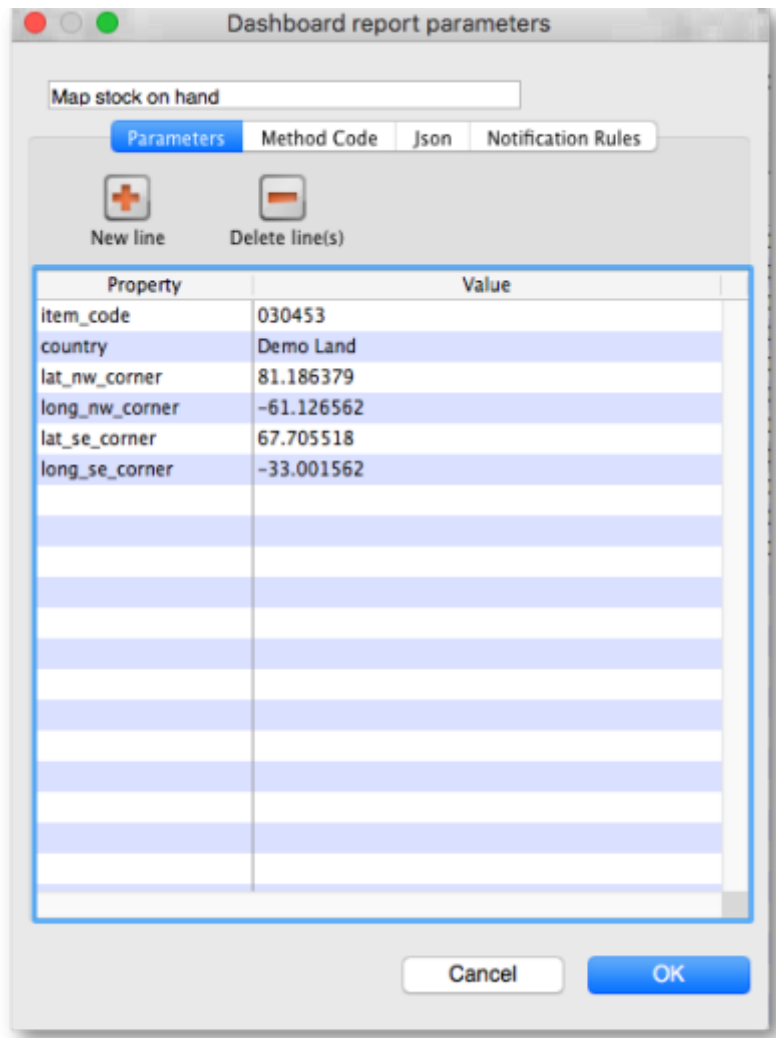 Dashboard report parameters
Map stock on hand
Parameters Method Code Json Notification Rules
New line Delete line(s)
Property Value
item_code 030453
country Demo Land
lat_nw_corner 81.186379
long_nw_corner -61.126562
lat_se_corner 67.705518
long_se_corner -33.001562
Cancel OK